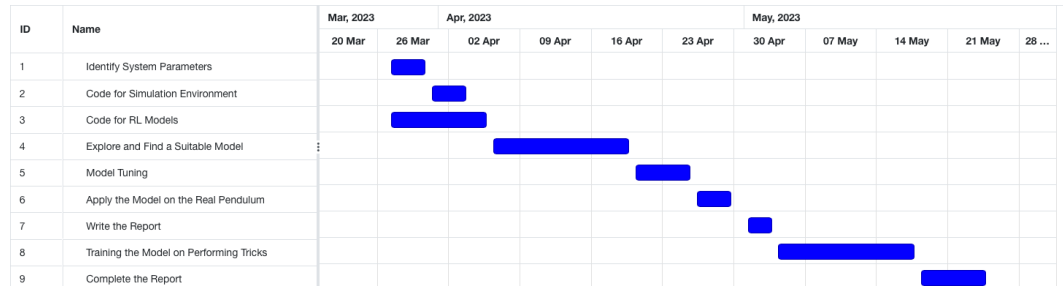 ID Name Mar, 2023 Apr, 2023 May, 2023
20 Mar 26 Mar 02 Apr 09 Apr 16 Apr 23 Apr 30 Apr 07 May 14 May 21 May 28 ...
1 Identify System Parameters
2 Code for Simulation Environment
3 Code for RL Models
4 Explore and Find a Suitable Model
5 Model Tuning
6 Apply the Model on the Real Pendulum
7 Write the Report
8 Training the Model on Performing Tricks
9 Complete the Report